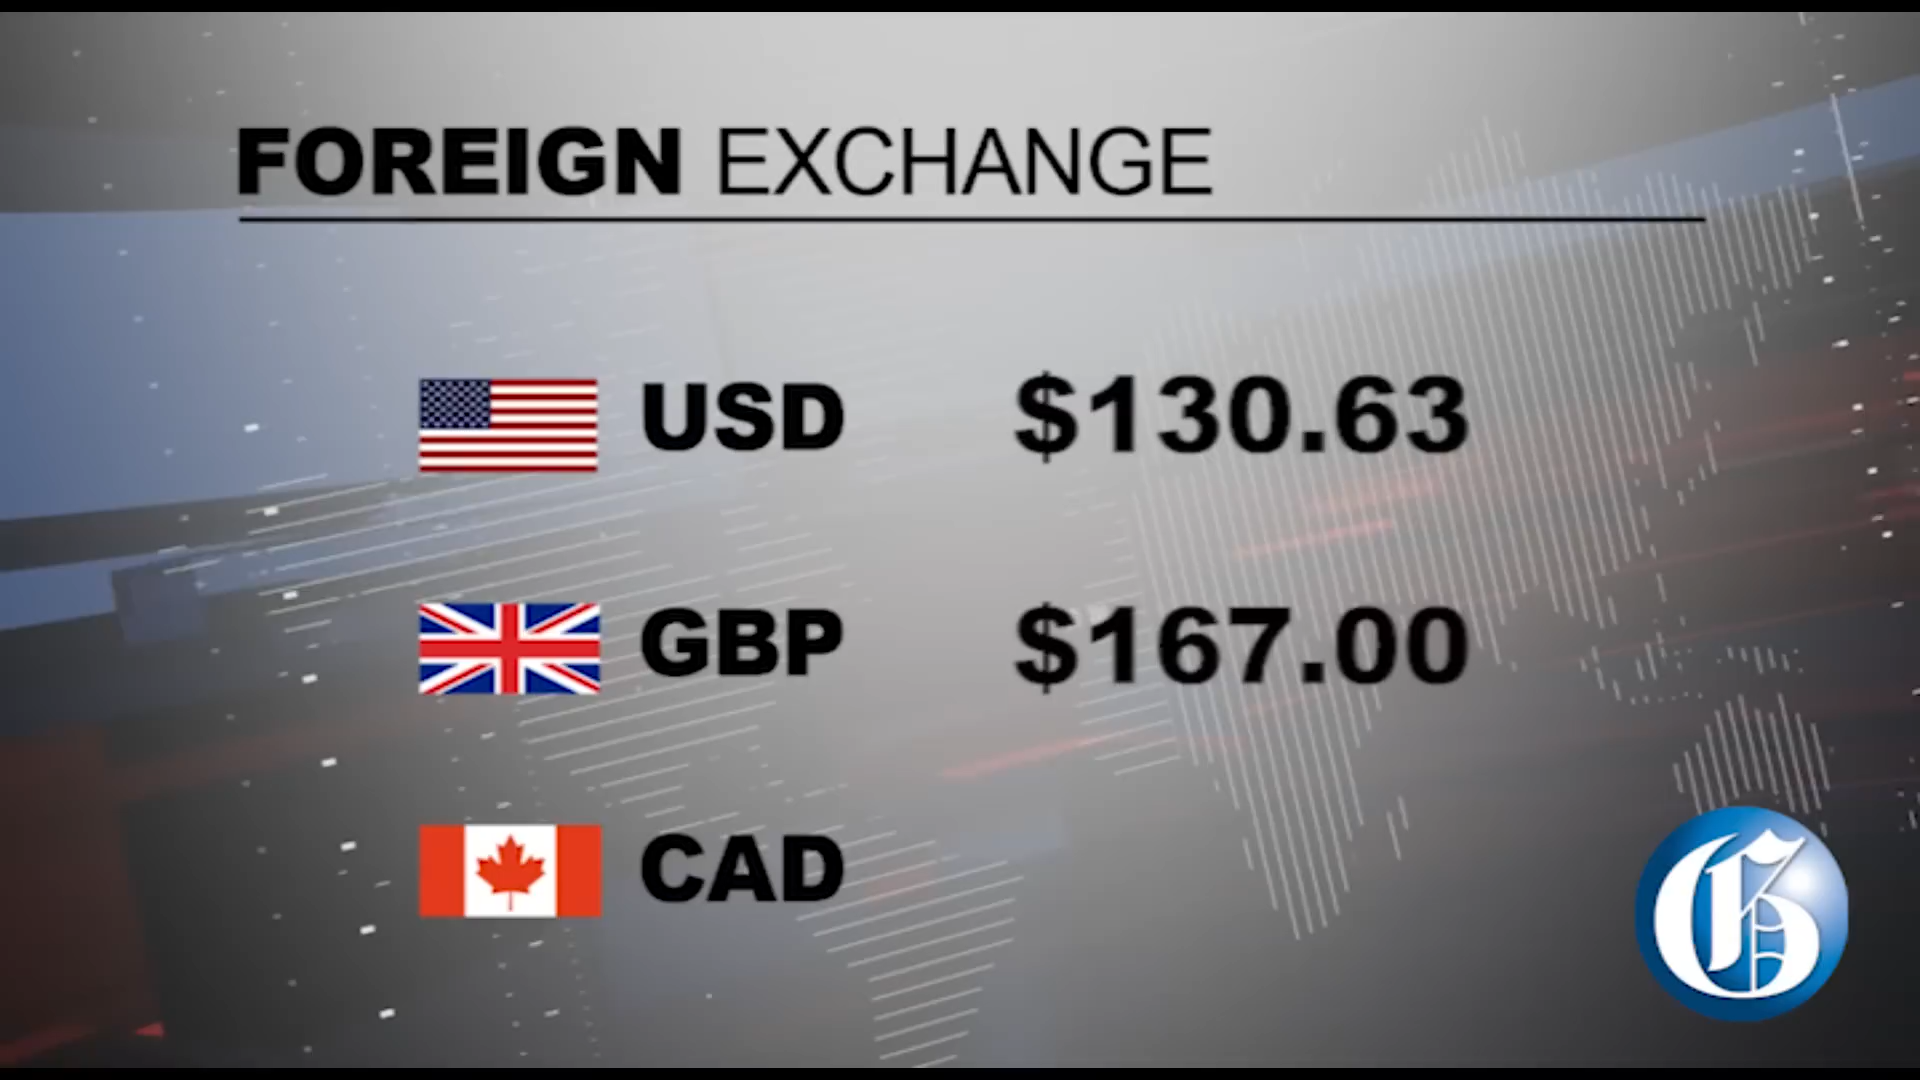 FOREIGN EXCHANGE
USD $130.63
GBP $167.00
CAD
G